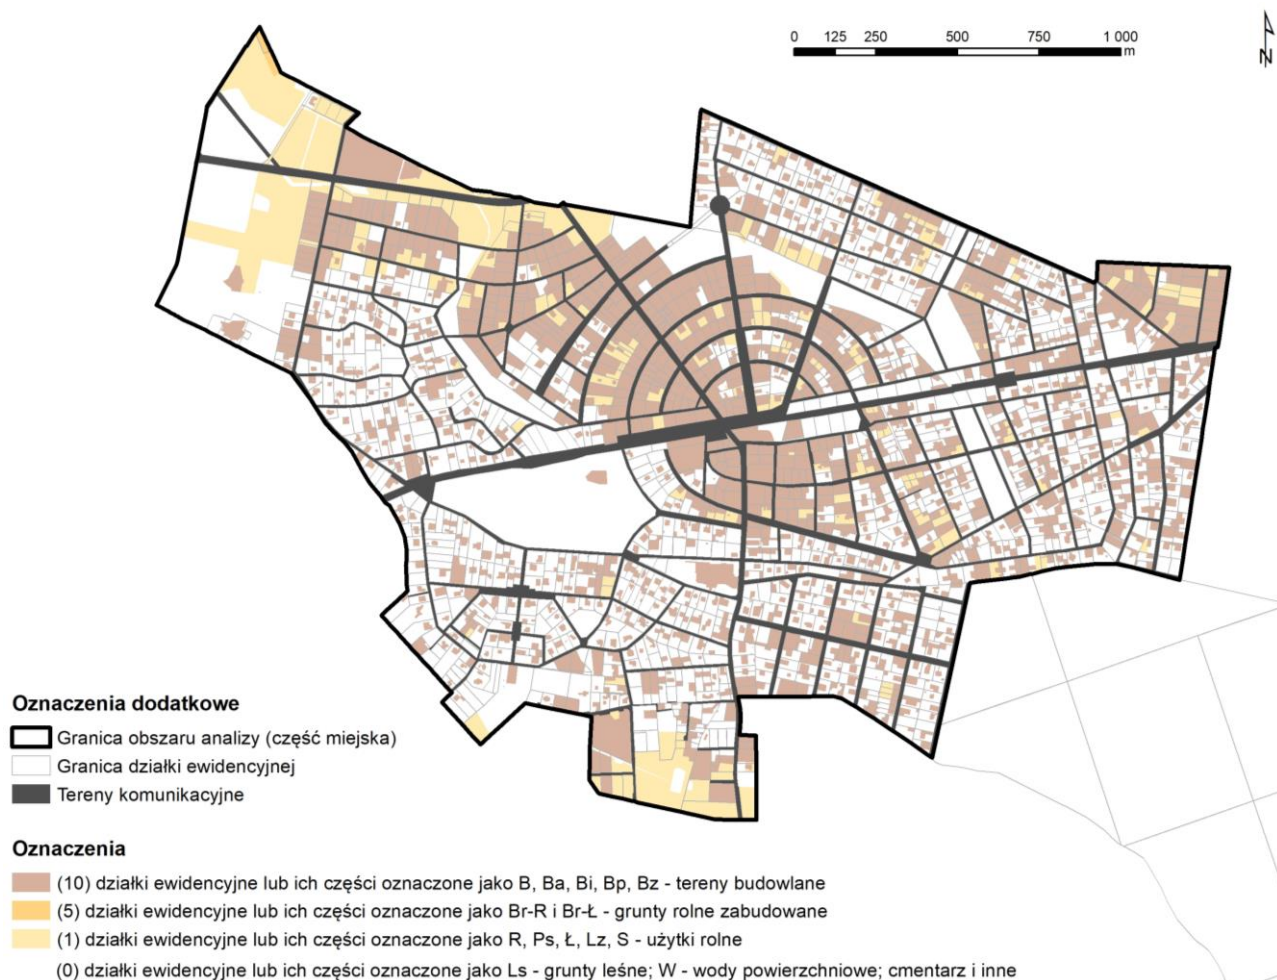 0 125 250 500 750 1 000
m
N
Oznaczenia dodatkowe
Granica obszaru analizy (część miejska)
Granica działki ewidencyjnej
Tereny komunikacyjne
Oznaczenia
(10) działki ewidencyjne lub ich części oznaczone jako B, Ba, Bi, Bp, Bz - tereny budowlane
(5) działki ewidencyjne lub ich części oznaczone jako Br-R i Br-Ł - grunty rolne zabudowane
(1) działki ewidencyjne lub ich części oznaczone jako R, Ps, Ł, Lz, S - użytki rolne
(0) działki ewidencyjne lub ich części oznaczone jako Ls - grunty leśne; W - wody powierzchniowe; cmentarz i inne